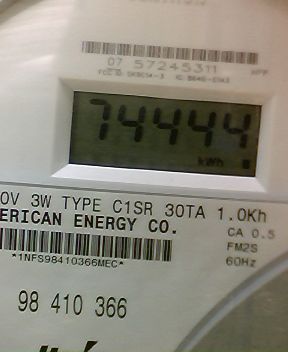 07 57245311
74444
kWh
0V 3W TYPE C1SR 30TA 1.0Kh
ERICAN ENERGY CO.
CA 0.5
FM2S
*1NFS98410366MEC*
60Hz
98 410 366